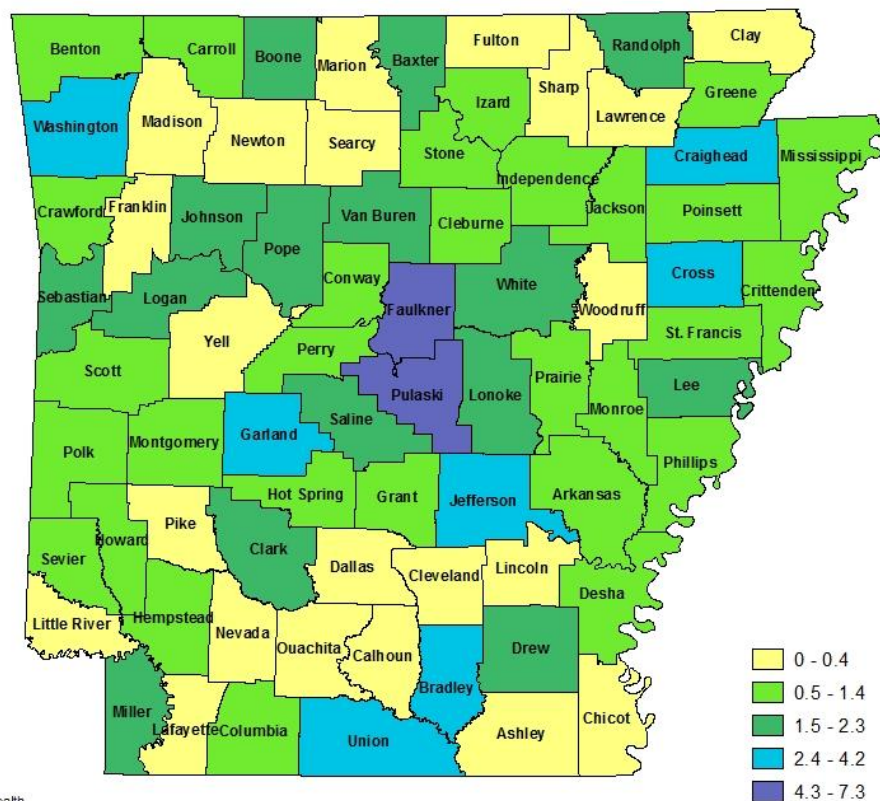 Benton
Carroll
Boone
Marion
Baxter
Fulton
Randolph
Clay
Sharp
Izard
Lawrence
Greene
Washington
Madison
Newton
Searcy
Stone
Independence
Craighead
Mississippi
Crawford
Franklin
Johnson
Pope
Van Buren
Cleburne
Jackson
Poinsett
Sebastian
Logan
Conway
Faulkner
White
Woodruff
Cross
Crittenden
Scott
Yell
Perry
Pulaski
Lonoke
Prairie
St. Francis
Monroe
Lee
Polk
Montgomery
Garland
Saline
Phillips
Hot Spring
Grant
Jefferson
Arkansas
Sevier
Howard
Pike
Clark
Dallas
Cleveland
Lincoln
Desha
Little River
Hempstead
Nevada
Ouachita
Calhoun
Bradley
Drew
Miller
Lafayette
Columbia
Union
Ashley
Chicot
0 - 0.4
0.5 - 1.4
1.5 - 2.3
2.4 - 4.2
4.3 - 7.3